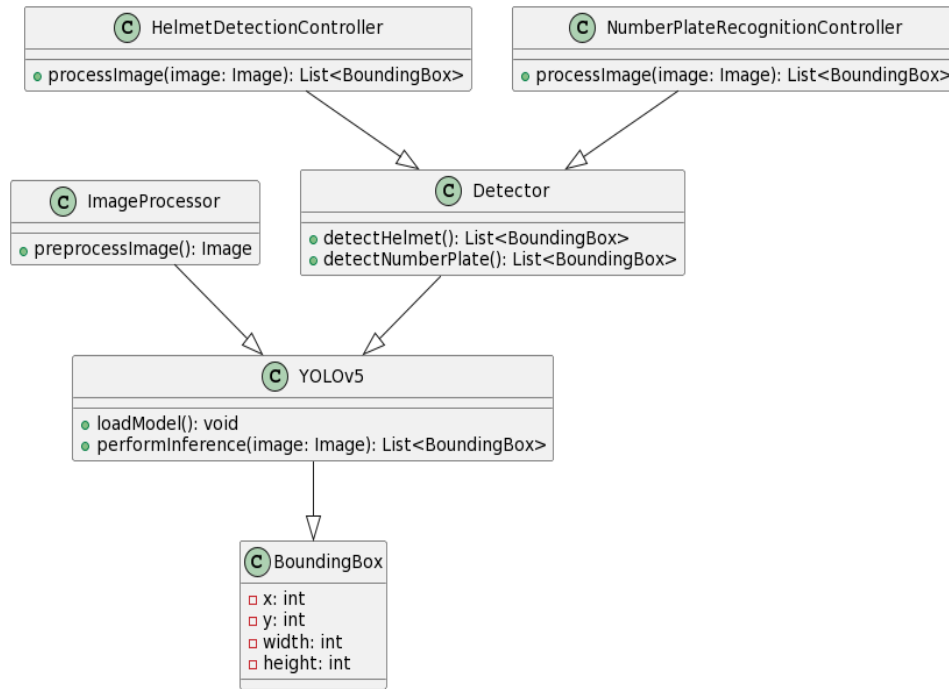 C HelmetDetectionController
processImage(image: Image): List<BoundingBox>
C NumberPlateRecognitionController
processImage(image: Image): List<BoundingBox>
C ImageProcessor
preprocessImage(): Image
C Detector
detectHelmet(): List<BoundingBox>
detectNumberPlate(): List<BoundingBox>
C YOLOv5
loadModel(): void
performInference(image: Image): List<BoundingBox>
C BoundingBox
x: int
y: int
width: int
height: int